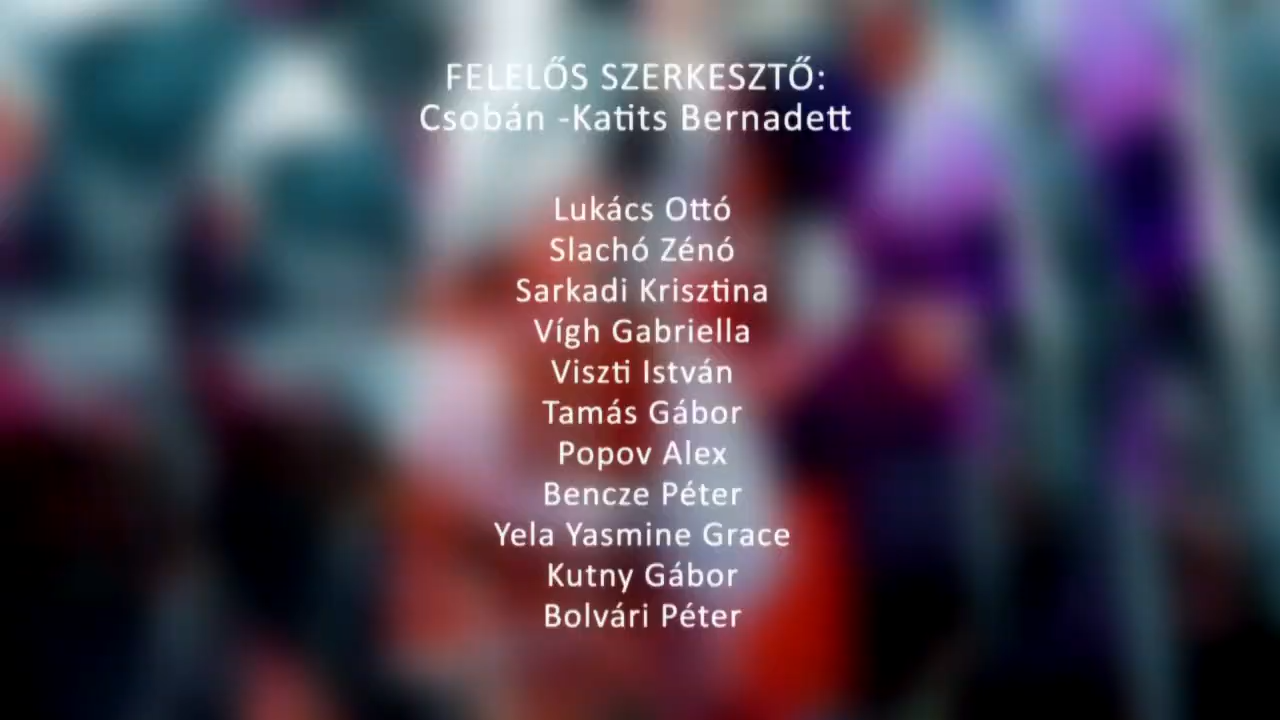 FELELŐS SZERKESZTŐ:
Csobán -Katits Bernadett
Lukács Ottó
Slachó Zénó
Sarkadi Krisztina
Vígh Gabriella
Viszti István
Tamás Gábor
Popov Alex
Bencze Péter
Yela Yasmine Grace
Kutny Gábor
Bolvári Péter